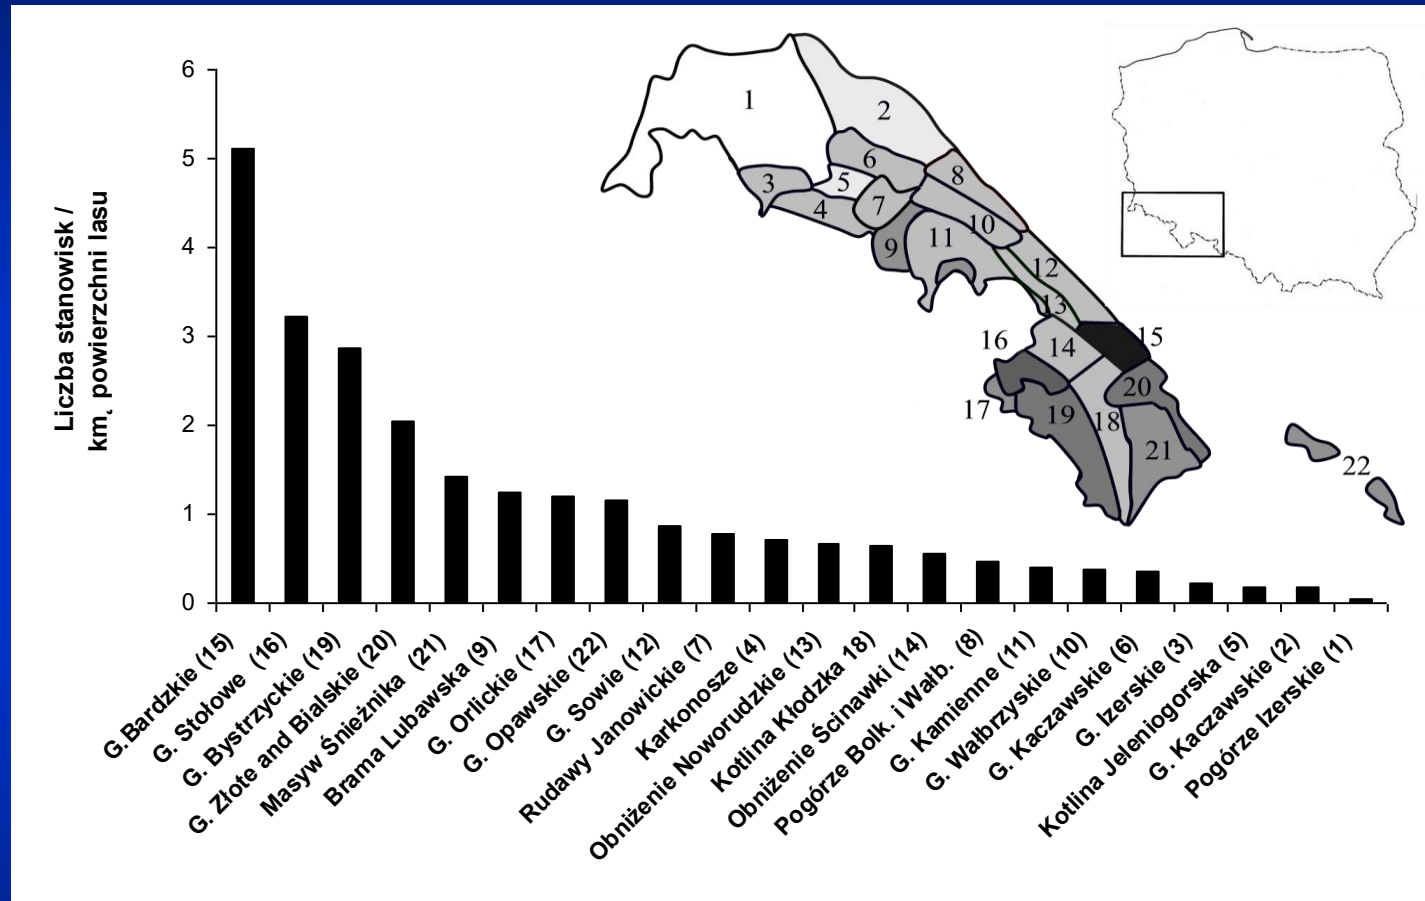 Liczba stanowisk /
km˛ powierzchni lasu
6
5
4
3
2
1
0
G.Bardzkie (15)
G. Stołowe (16)
G. Bystrzyckie (19)
G. Złote and Bialskie (20)
Masyw Śnieżnika (21)
Brama Lubawska (9)
G. Orlickie (17)
G. Opawskie (22)
G. Sowie (12)
Rudawy Janowickie (7)
Karkonosze (4)
Obniżenie Noworudzkie (13)
Kotlina Kłodzka 18)
Obniżenie Ścinawki (14)
Pogórze Bolk. i Wałb. (8)
G. Kamienne (11)
G. Wałbrzyskie (10)
G. Kaczawskie (6)
G. Izerskie (3)
Kotlina Jeleniogorska (5)
G. Kaczawskie (2)
Pogórze Izerskie (1)
1
2
3
4
5
6
7
8
9
10
11
12
13
14
15
16
17
18
19
20
21
22